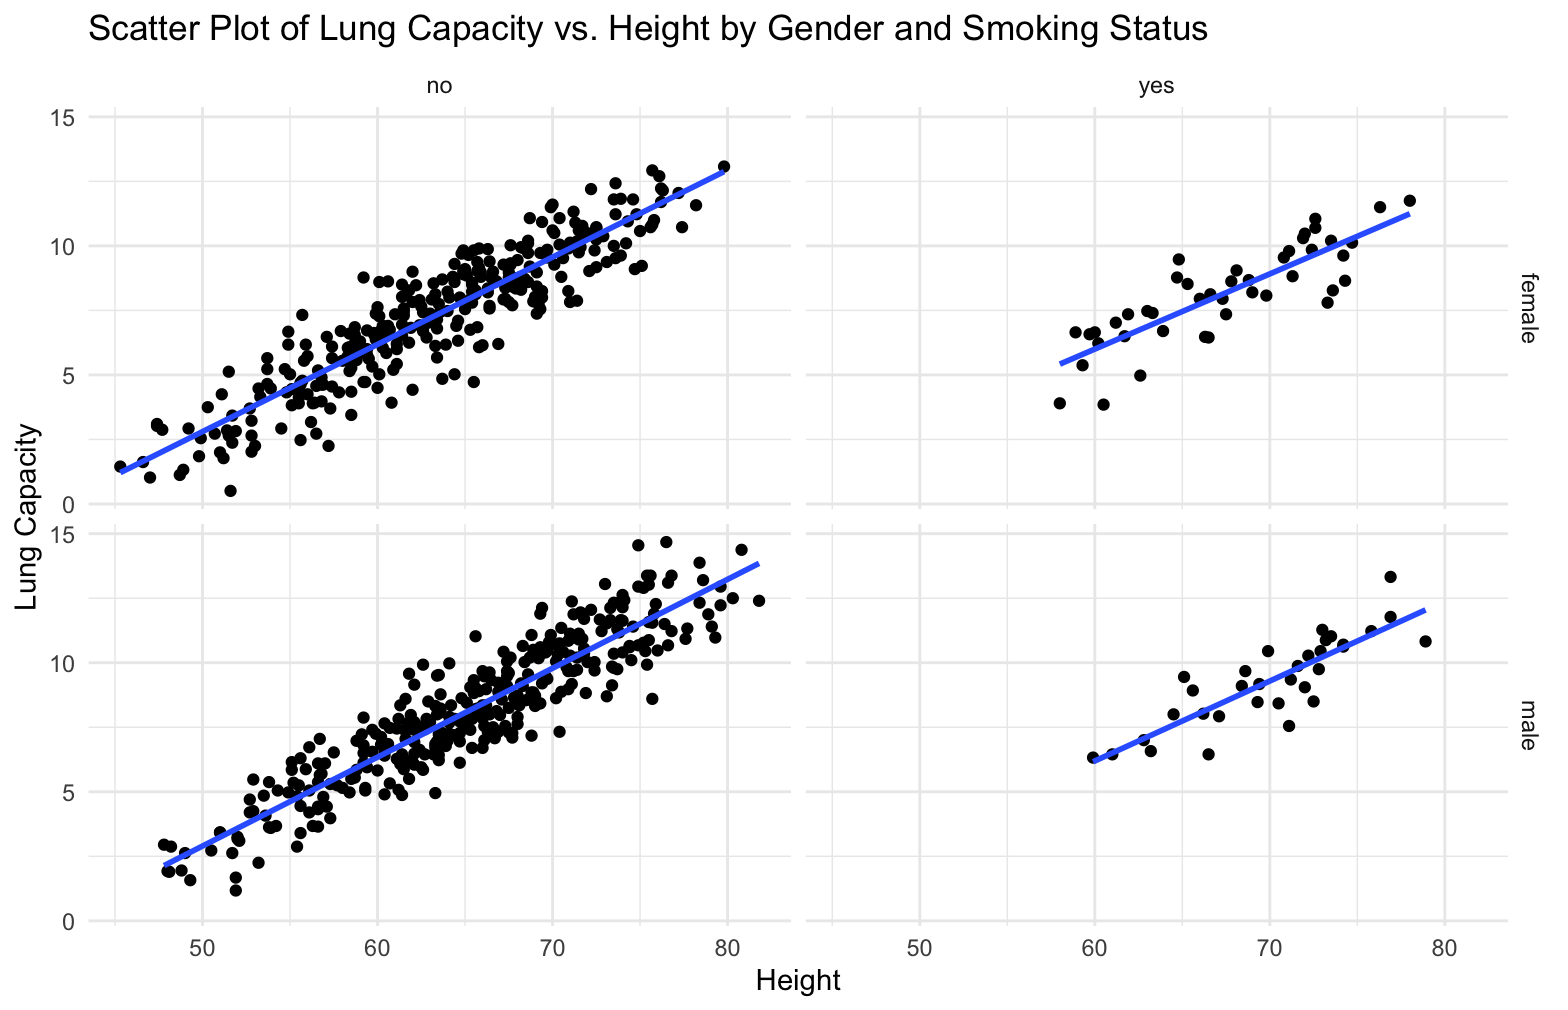 Scatter Plot of Lung Capacity vs. Height by Gender and Smoking Status
no
yes
15
10
5
0
female
15
10
5
0
male
Lung Capacity
50
60
70
80
50
60
70
80
Height